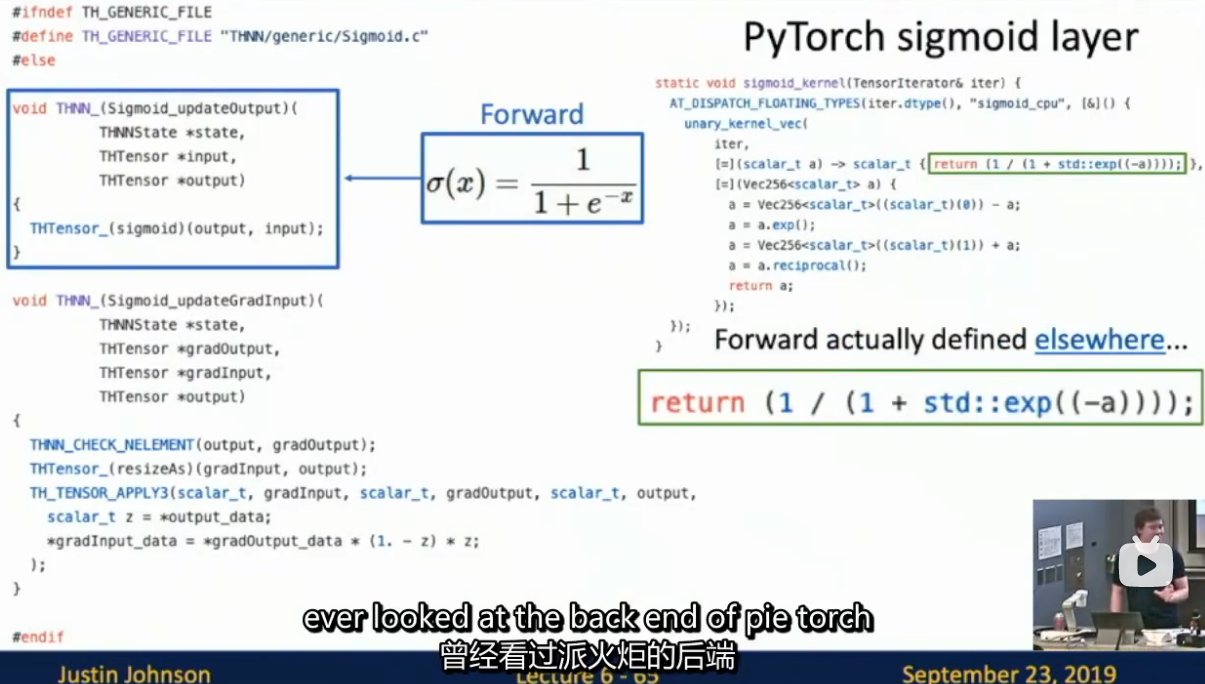 #ifndef TH_GENERIC_FILE
#define TH_GENERIC_FILE "THNN/generic/Sigmoid.c"
#else
void THNN_(Sigmoid_updateOutput)(
THNNState *state,
THTensor *input,
THTensor *output)
{
THTensor_(sigmoid)(output, input);
}
void THNN_(Sigmoid_updateGradInput)(
THNNState *state,
THTensor *gradOutput,
THTensor *gradInput,
THTensor *output)
{
THNN_CHECK_NELEMENT(output, gradOutput);
THTensor_(resizeAs)(gradInput, output);
TH_TENSOR_APPLY3(scalar_t, gradInput, scalar_t, gradOutput, scalar_t, output,
scalar_t z = *output_data;
*gradInput_data = *gradOutput_data * (1. - z) * z;
);
}
#endif
Forward
σ(x) = 1 / (1 + e^{-x})
PyTorch sigmoid layer
static void sigmoid_kernel(TensorIterator& iter) {
AT_DISPATCH_FLOATING_TYPES(iter.dtype(), "sigmoid_cpu", [&]() {
unary_kernel_vec(
iter,
[=](scalar_t a) -> scalar_t { return (1 / (1 + std::exp((-a)))); },
[=](Vec256<scalar_t> a) {
a = Vec256<scalar_t>((scalar_t)(0)) - a;
a = a.exp();
a = Vec256<scalar_t>((scalar_t)(1)) + a;
a = a.reciprocal();
return a;
});
});
}
Forward actually defined elsewhere...
return (1 / (1 + std::exp((-a))));
ever looked at the back end of pie torch
曾经看过派火炬的后端
Justin Johnson
Lecture 6 - 65
September 23, 2019